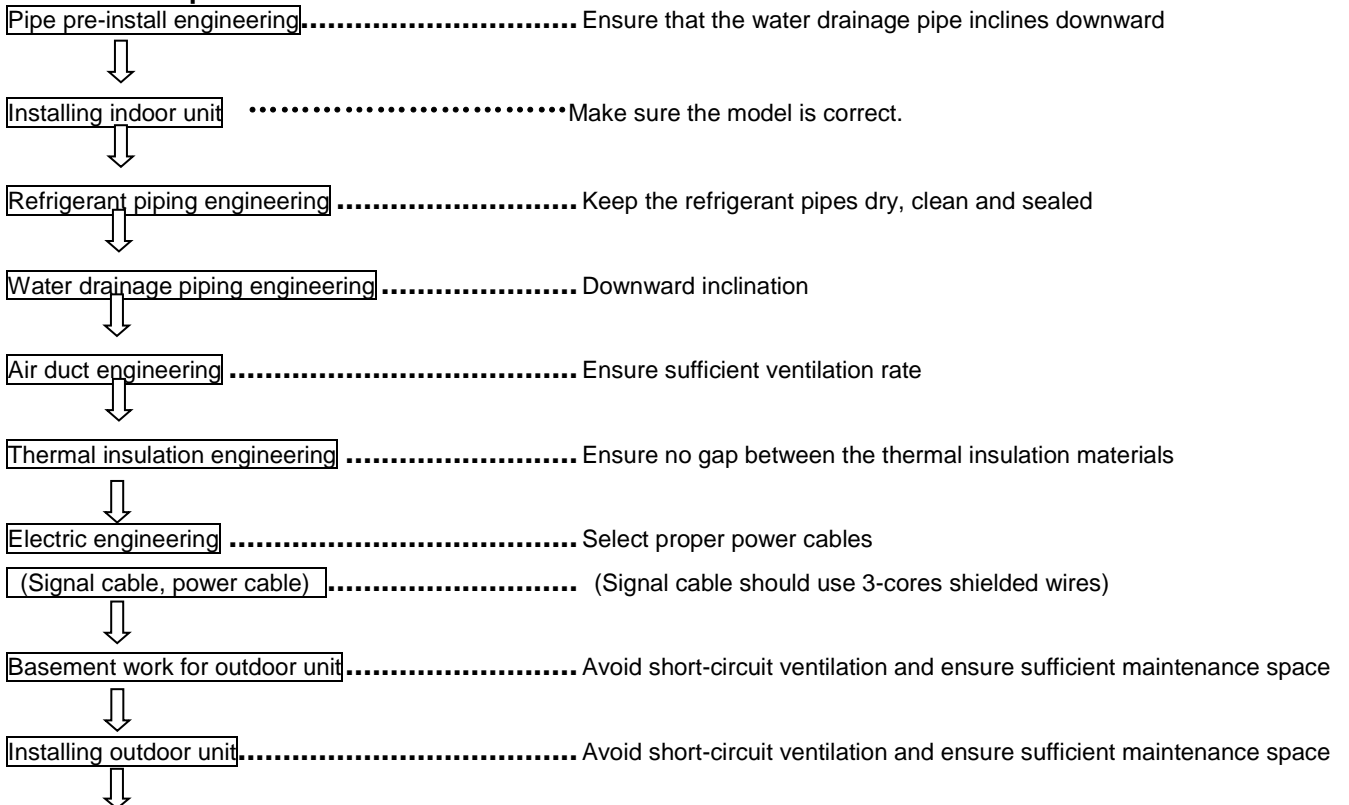 Pipe pre-install engineering............................... Ensure that the water drainage pipe inclines downward
Installing indoor unit ..............................Make sure the model is correct.
Refrigerant piping engineering ........................... Keep the refrigerant pipes dry, clean and sealed
Water drainage piping engineering ...................... Downward inclination
Air duct engineering ....................................... Ensure sufficient ventilation rate
Thermal insulation engineering .......................... Ensure no gap between the thermal insulation materials
Electric engineering ....................................... Select proper power cables
(Signal cable, power cable) ............................ (Signal cable should use 3-cores shielded wires)
Basement work for outdoor unit.......................... Avoid short-circuit ventilation and ensure sufficient maintenance space
Installing outdoor unit...................................... Avoid short-circuit ventilation and ensure sufficient maintenance space